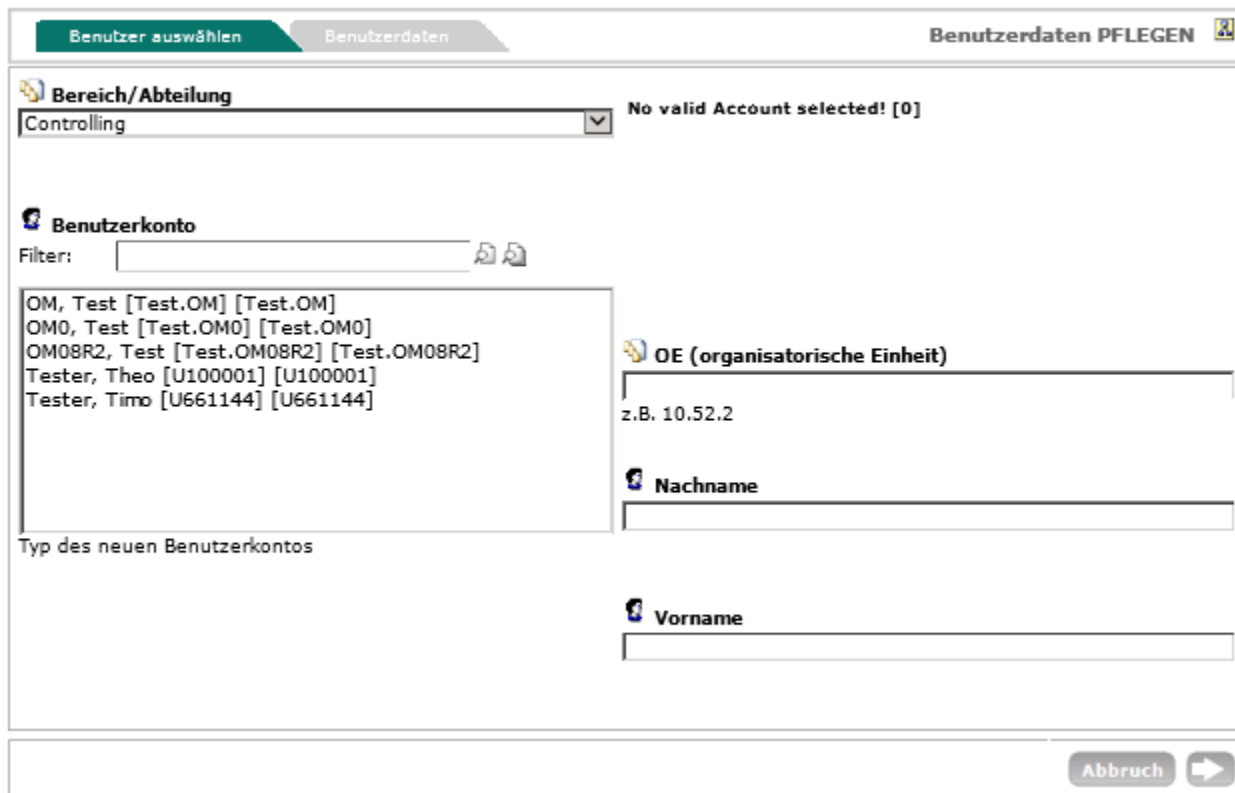 Benutzer auswählen
Benutzerdaten
Benutzerdaten PFLEGEN
Bereich/Abteilung
Controlling
No valid Account selected! [0]
Benutzerkonto
Filter:
OM, Test [Test.OM] [Test.OM]
OM0, Test [Test.OM0] [Test.OM0]
OM08R2, Test [Test.OM08R2] [Test.OM08R2]
Tester, Theo [U100001] [U100001]
Tester, Timo [U661144] [U661144]
Typ des neuen Benutzerkontos
OE (organisatorische Einheit)
z.B. 10.52.2
Nachname
Vorname
Abbruch